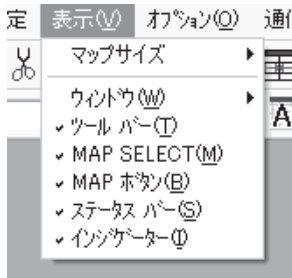 定 表示(V) ｵﾌﾟｼｮﾝ(O) 通
マップサイズ
ｳｨﾝﾄﾞｳ(W)
ﾂｰﾙ ﾊﾞｰ(T)
MAP SELECT(M)
MAP ﾎﾞﾀﾝ(B)
ｽﾃｰﾀｽ ﾊﾞｰ(S)
ｲﾝｼﾞｹﾞｰﾀｰ(I)
A